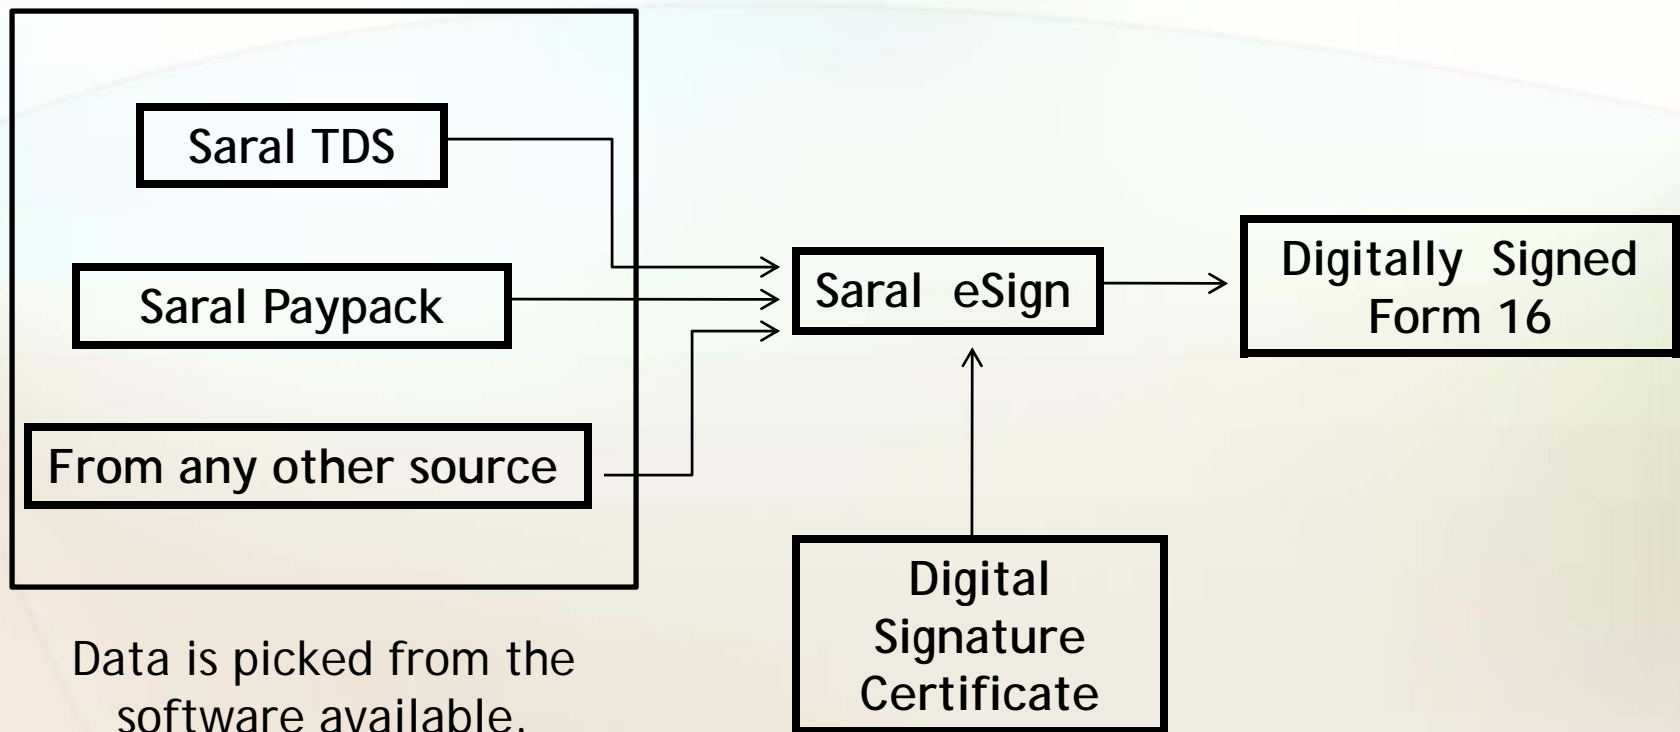 Saral TDS
Saral Paypack
From any other source
Data is picked from the
software available.
Saral eSign
Digital
Signature
Certificate
Digitally Signed
Form 16